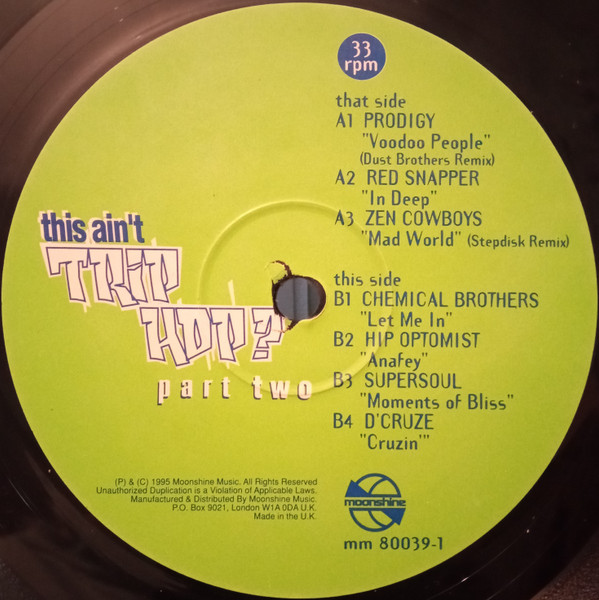 33
rpm
that side
A1 PRODIGY
"Voodoo People"
(Dust Brothers Remix)
A2 RED SNAPPER
"In Deep"
A3 ZEN COWBOYS
"Mad World" (Stepdisk Remix)
this side
B1 CHEMICAL BROTHERS
"Let Me In"
B2 HIP OPTOMIST
"Anafey"
B3 SUPERSOUL
"Moments of Bliss"
B4 D'CRUZE
"Cruzin'"
this ain't
TRIP
HOP?
part two
(P) & (C) 1995 Moonshine Music. All Rights Reserved
Unauthorized Duplication is a Violation of Applicable Laws.
Manufactured & Distributed By Moonshine Music.
P.O. Box 9021, London W1A 0DA U.K.
Made in the U.K.
moonshine
mm 80039-1